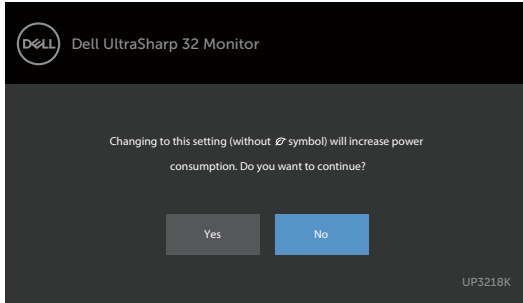 DELL
Dell UltraSharp 32 Monitor
Changing to this setting (without symbol) will increase power
consumption. Do you want to continue?
Yes
No
UP3218K